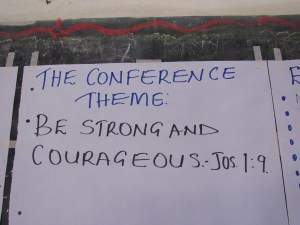 THE CONFERENCE
THEME:
BE STRONG AND
COURAGEOUS.-JOS 1:9.